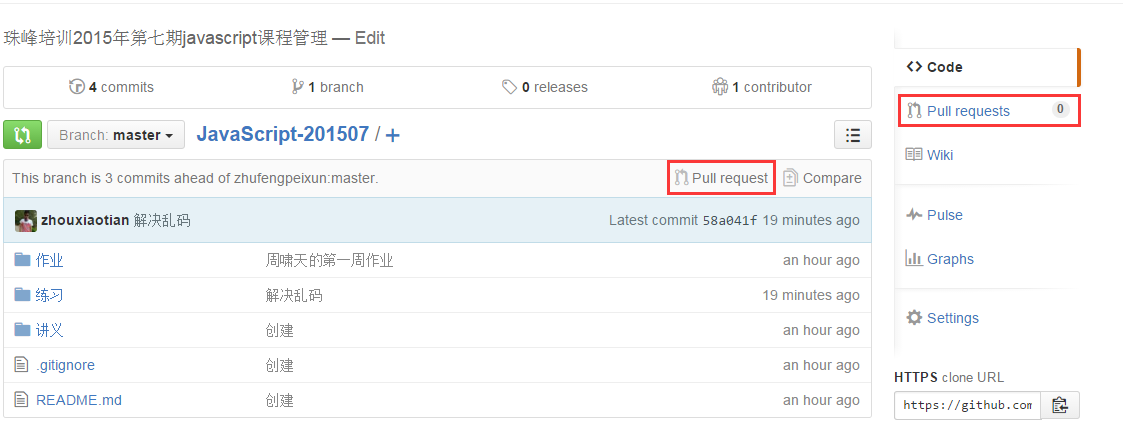 珠峰培训2015年第七期javascript课程管理 — Edit
4 commits 1 branch 0 releases 1 contributor
Branch: master JavaScript-201507 / +
This branch is 3 commits ahead of zhufengpeixun:master. Pull request Compare
zhouxiaotian 解决乱码 Latest commit 58a041f 19 minutes ago
作业 周啸天的第一周作业 an hour ago
练习 解决乱码 19 minutes ago
讲义 创建 an hour ago
.gitignore 创建 an hour ago
README.md 创建 an hour ago
Code
Pull requests 0
Wiki
Pulse
Graphs
Settings
HTTPS clone URL
https://github.com